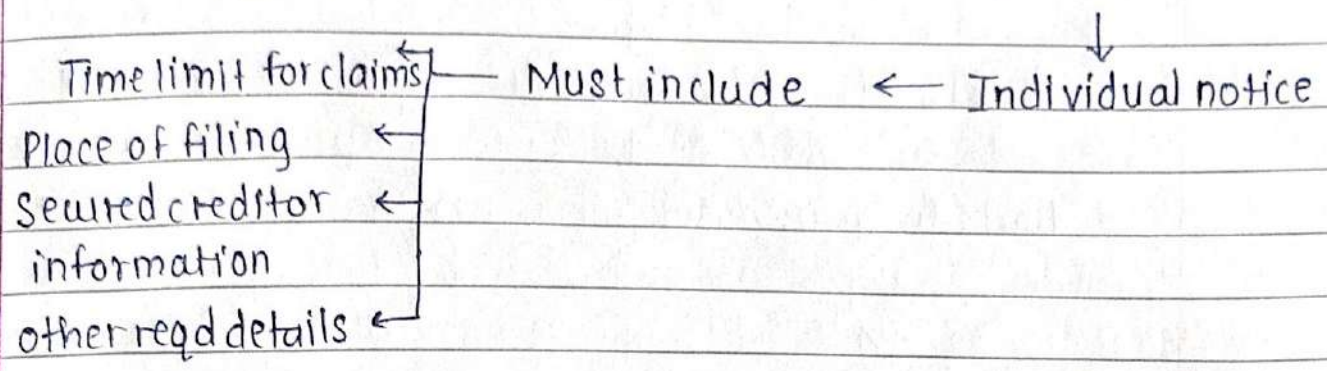 Time limit for claims Must include Individual notice
Place of filing
Secured creditor
information
other reqd details